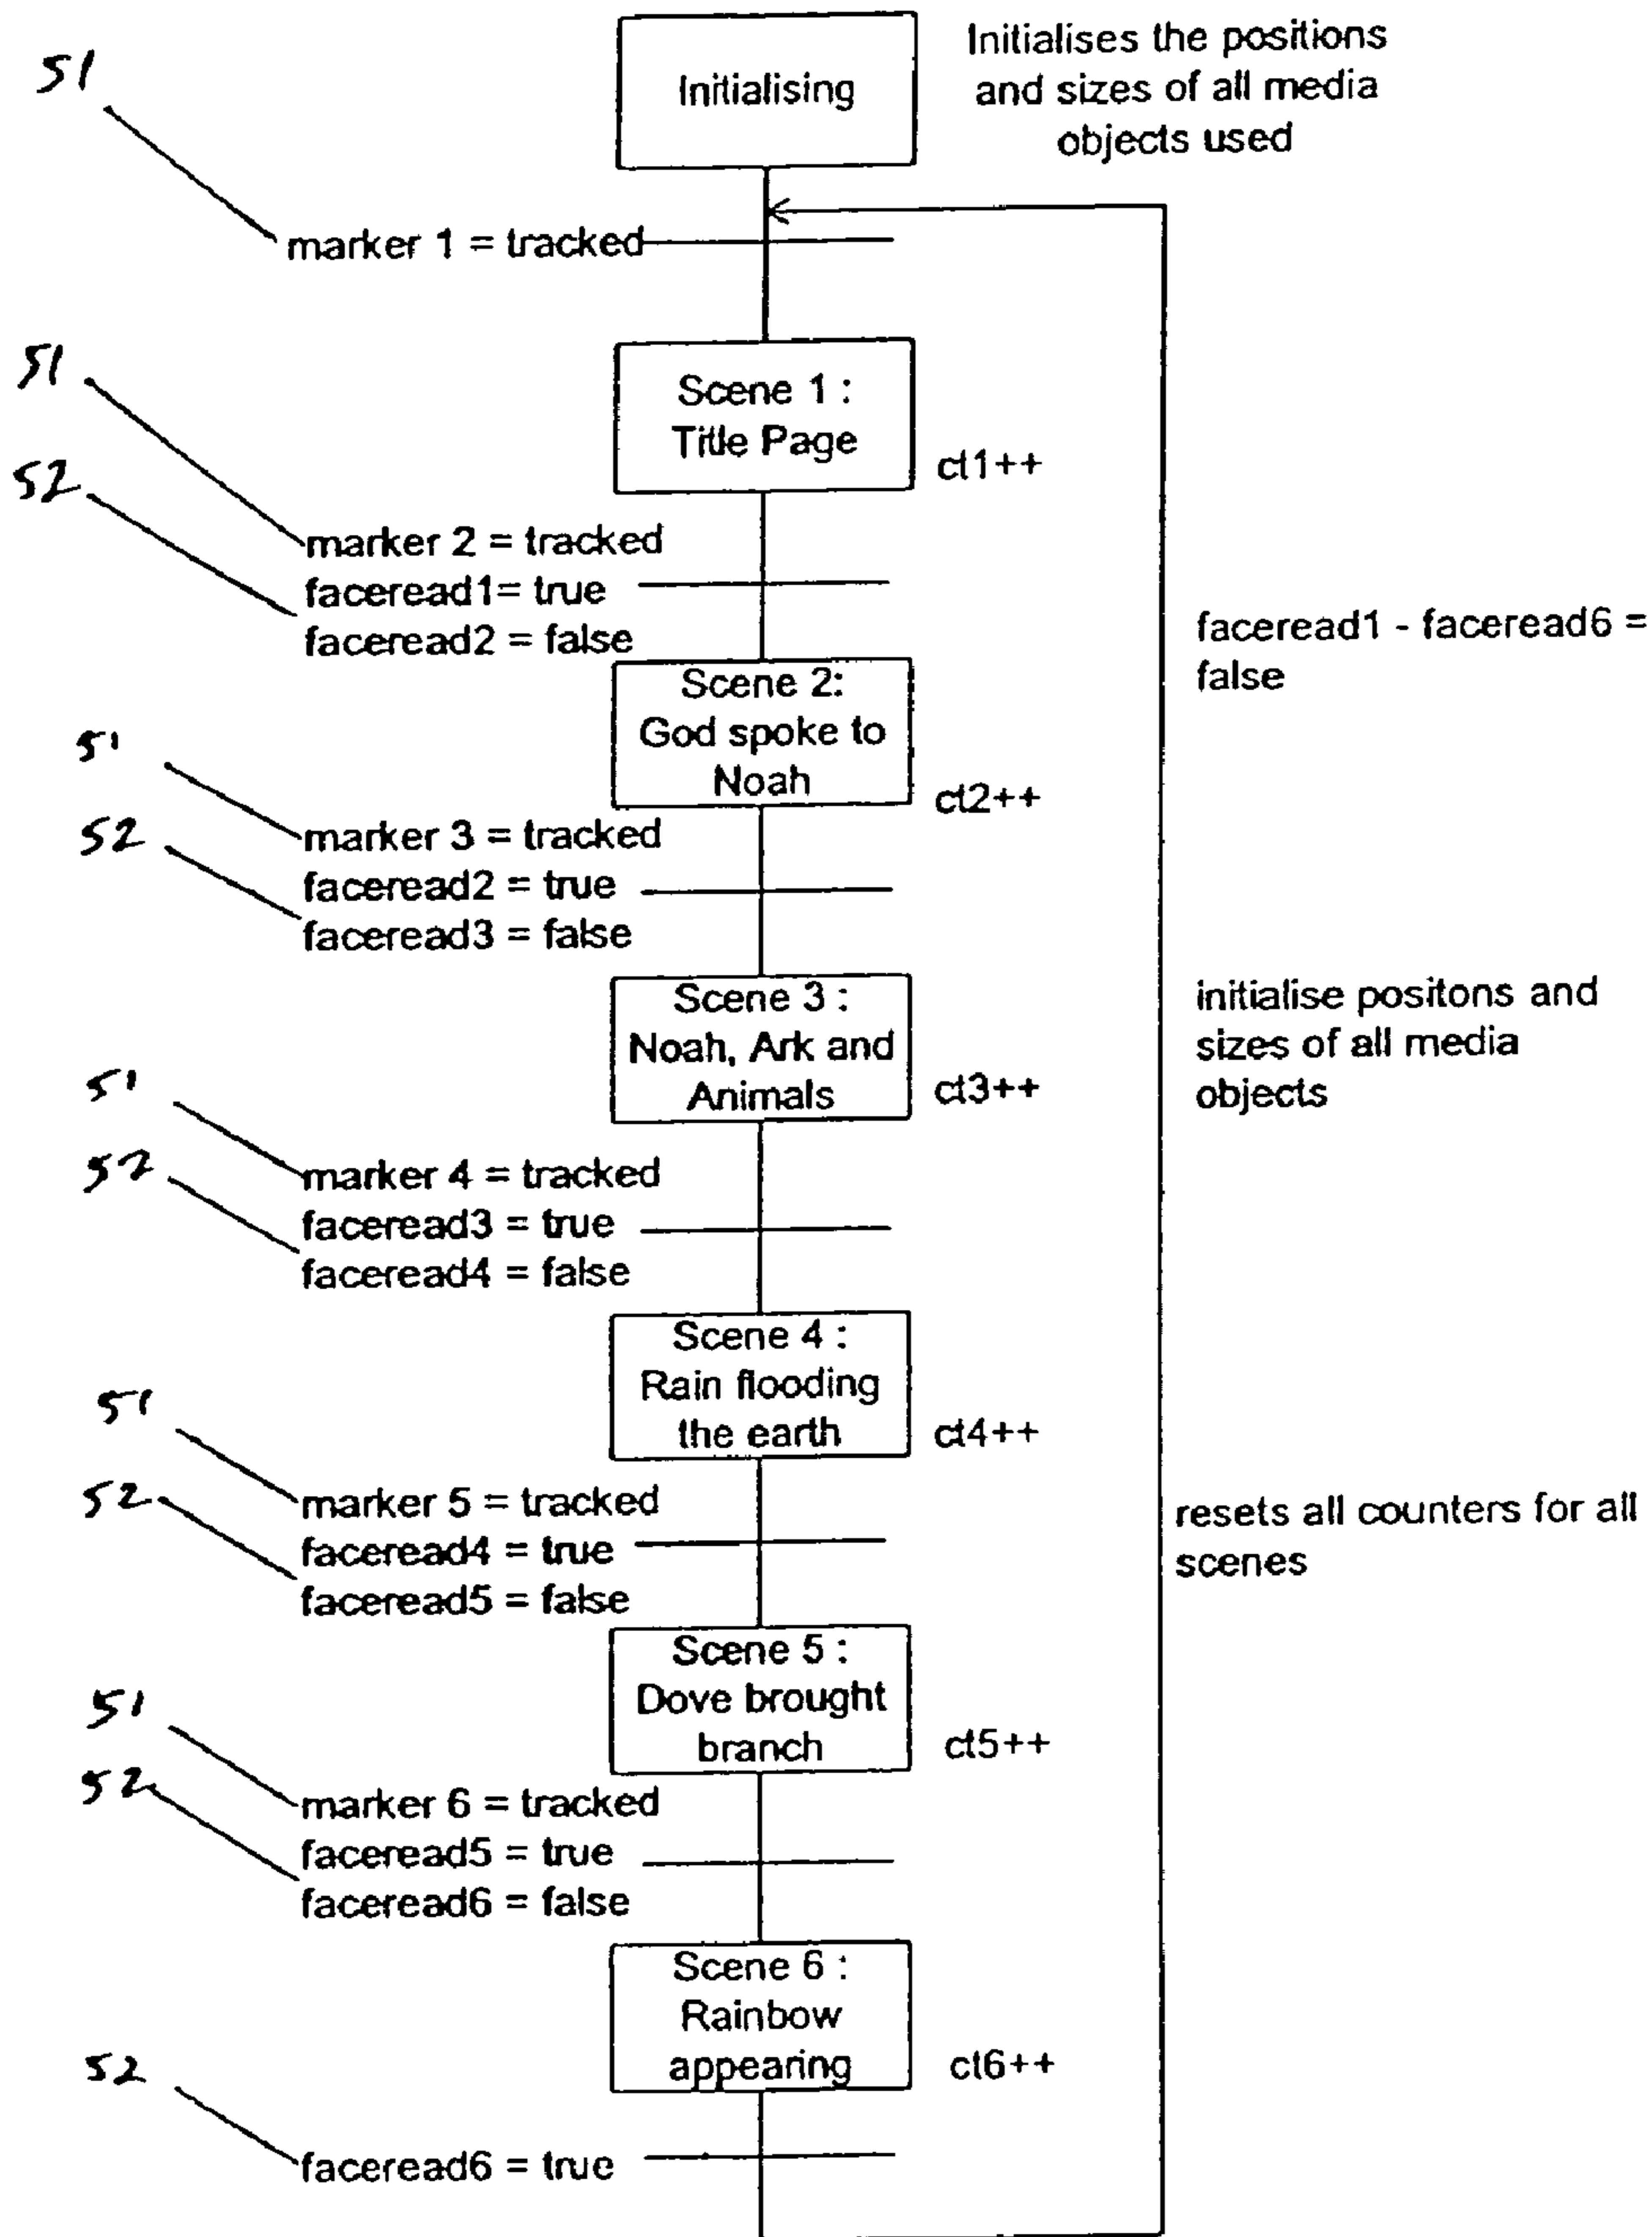 Initialising
Initialises the positions
and sizes of all media
objects used
51
marker 1 = tracked
Scene 1 :
Title Page
ct1++
51
52
marker 2 = tracked
faceread1= true
faceread2 = false
faceread1 - faceread6 =
false
Scene 2:
God spoke to
Noah
ct2++
51
52
marker 3 = tracked
faceread2 = true
faceread3 = false
Scene 3 :
Noah, Ark and
Animals
ct3++
initialise positons and
sizes of all media
objects
51
52
marker 4 = tracked
faceread3 = true
faceread4 = false
Scene 4 :
Rain flooding
the earth
ct4++
51
52
marker 5 = tracked
faceread4 = true
faceread5 = false
resets all counters for all
scenes
Scene 5 :
Dove brought
branch
ct5++
51
52
marker 6 = tracked
faceread5 = true
faceread6 = false
Scene 6 :
Rainbow
appearing
ct6++
52
faceread6 = true